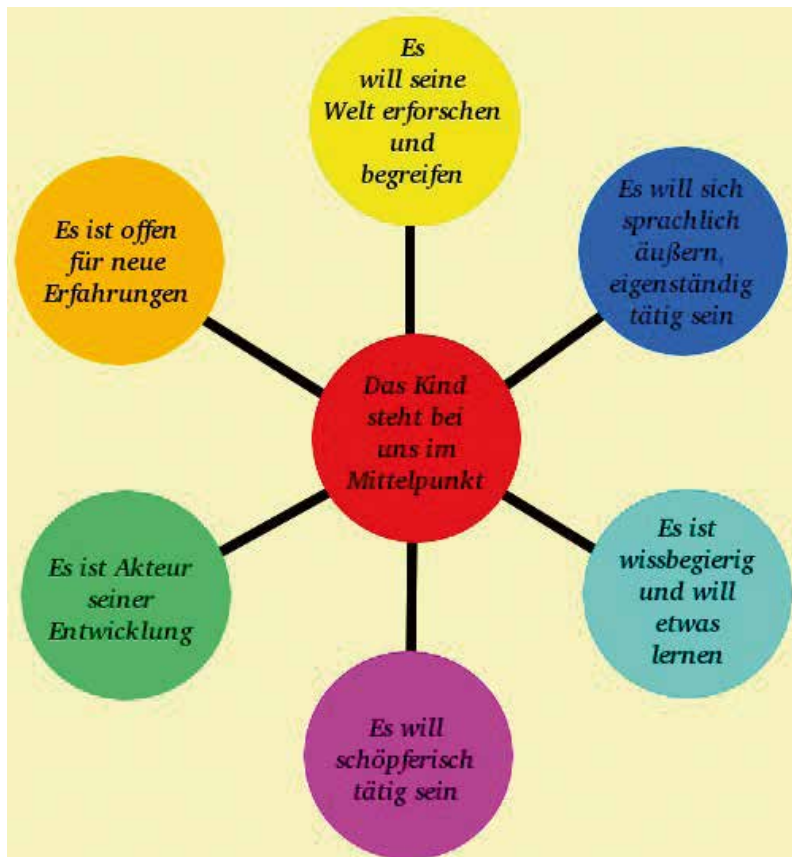 Es
will seine
Welt erforschen
und
begreifen
Es will sich
sprachlich
äußern,
eigenständig
tätig sein
Es ist offen
für neue
Erfahrungen
Das Kind
steht bei
uns im
Mittelpunkt
Es ist
wissbegierig
und will
etwas
lernen
Es ist Akteur
seiner
Entwicklung
Es will
schöpferisch
tätig sein